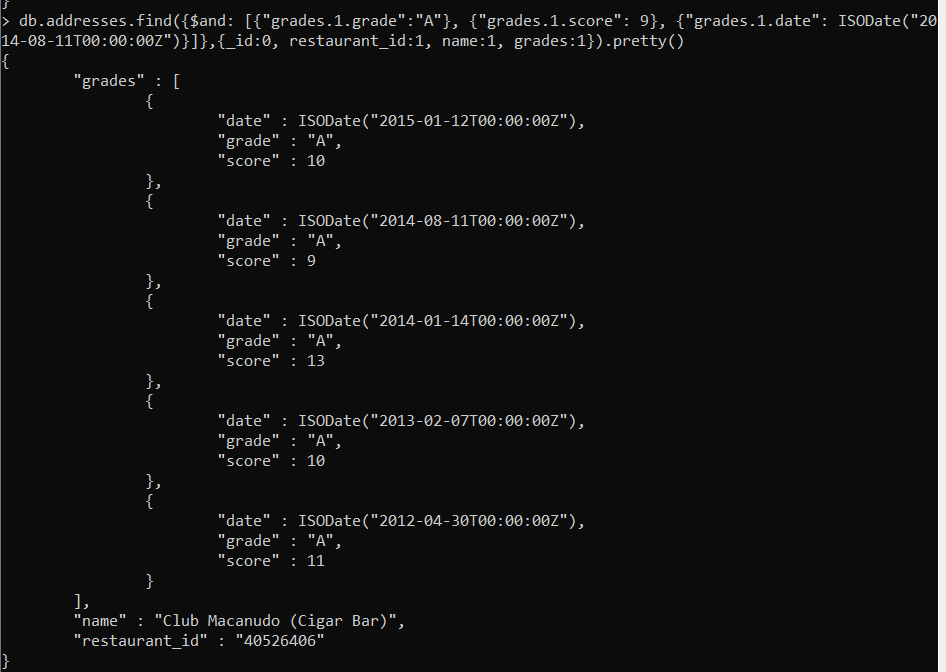 }
> db.addresses.find({$and: [{"grades.1.grade":"A"}, {"grades.1.score": 9}, {"grades.1.date": ISODate("20
14-08-11T00:00:00Z")}]},{_id:0, restaurant_id:1, name:1, grades:1}).pretty()
{
        "grades" : [
                {
                        "date" : ISODate("2015-01-12T00:00:00Z"),
                        "grade" : "A",
                        "score" : 10
                },
                {
                        "date" : ISODate("2014-08-11T00:00:00Z"),
                        "grade" : "A",
                        "score" : 9
                },
                {
                        "date" : ISODate("2014-01-14T00:00:00Z"),
                        "grade" : "A",
                        "score" : 13
                },
                {
                        "date" : ISODate("2013-02-07T00:00:00Z"),
                        "grade" : "A",
                        "score" : 10
                },
                {
                        "date" : ISODate("2012-04-30T00:00:00Z"),
                        "grade" : "A",
                        "score" : 11
                }
        ],
        "name" : "Club Macanudo (Cigar Bar)",
        "restaurant_id" : "40526406"
}